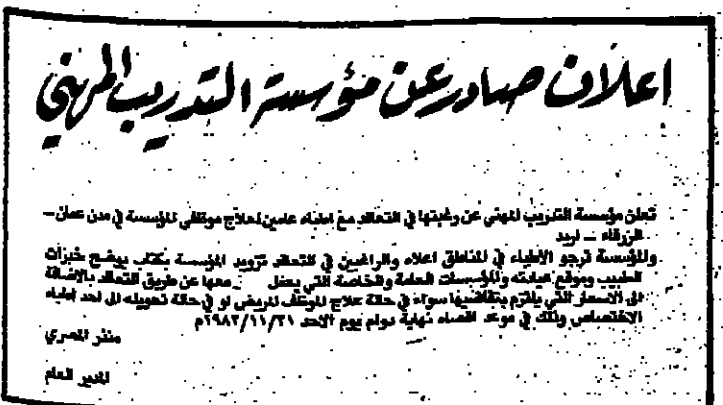 اعلان صادر عن مؤسسة التدريب المهني
تعلن مؤسسة التدريب المهني عن رغبتها في التعاقد مع اطباء عامين لعلاج موظفي المؤسسة في مدن عمان –
الزرقاء – اربد
والمؤسسة ترجو الاطباء في المناطق اعلاه والراغبين في التعاقد تزويد المؤسسة بكتاب يوضح خبرات
الطبيب وموقع عيادته والمؤسسات العامة والخاصة التي يعمل معها عن طريق التعاقد بالاضافة
الى الاسعار التي يلتزم بتقاضيها سواء في حالة علاج الموظف المريض او في حالة تحويله الى احد اطباء
الاختصاص وذلك في موعد اقصاه نهاية دوام يوم الاحد
منذر المصري
المدير العام